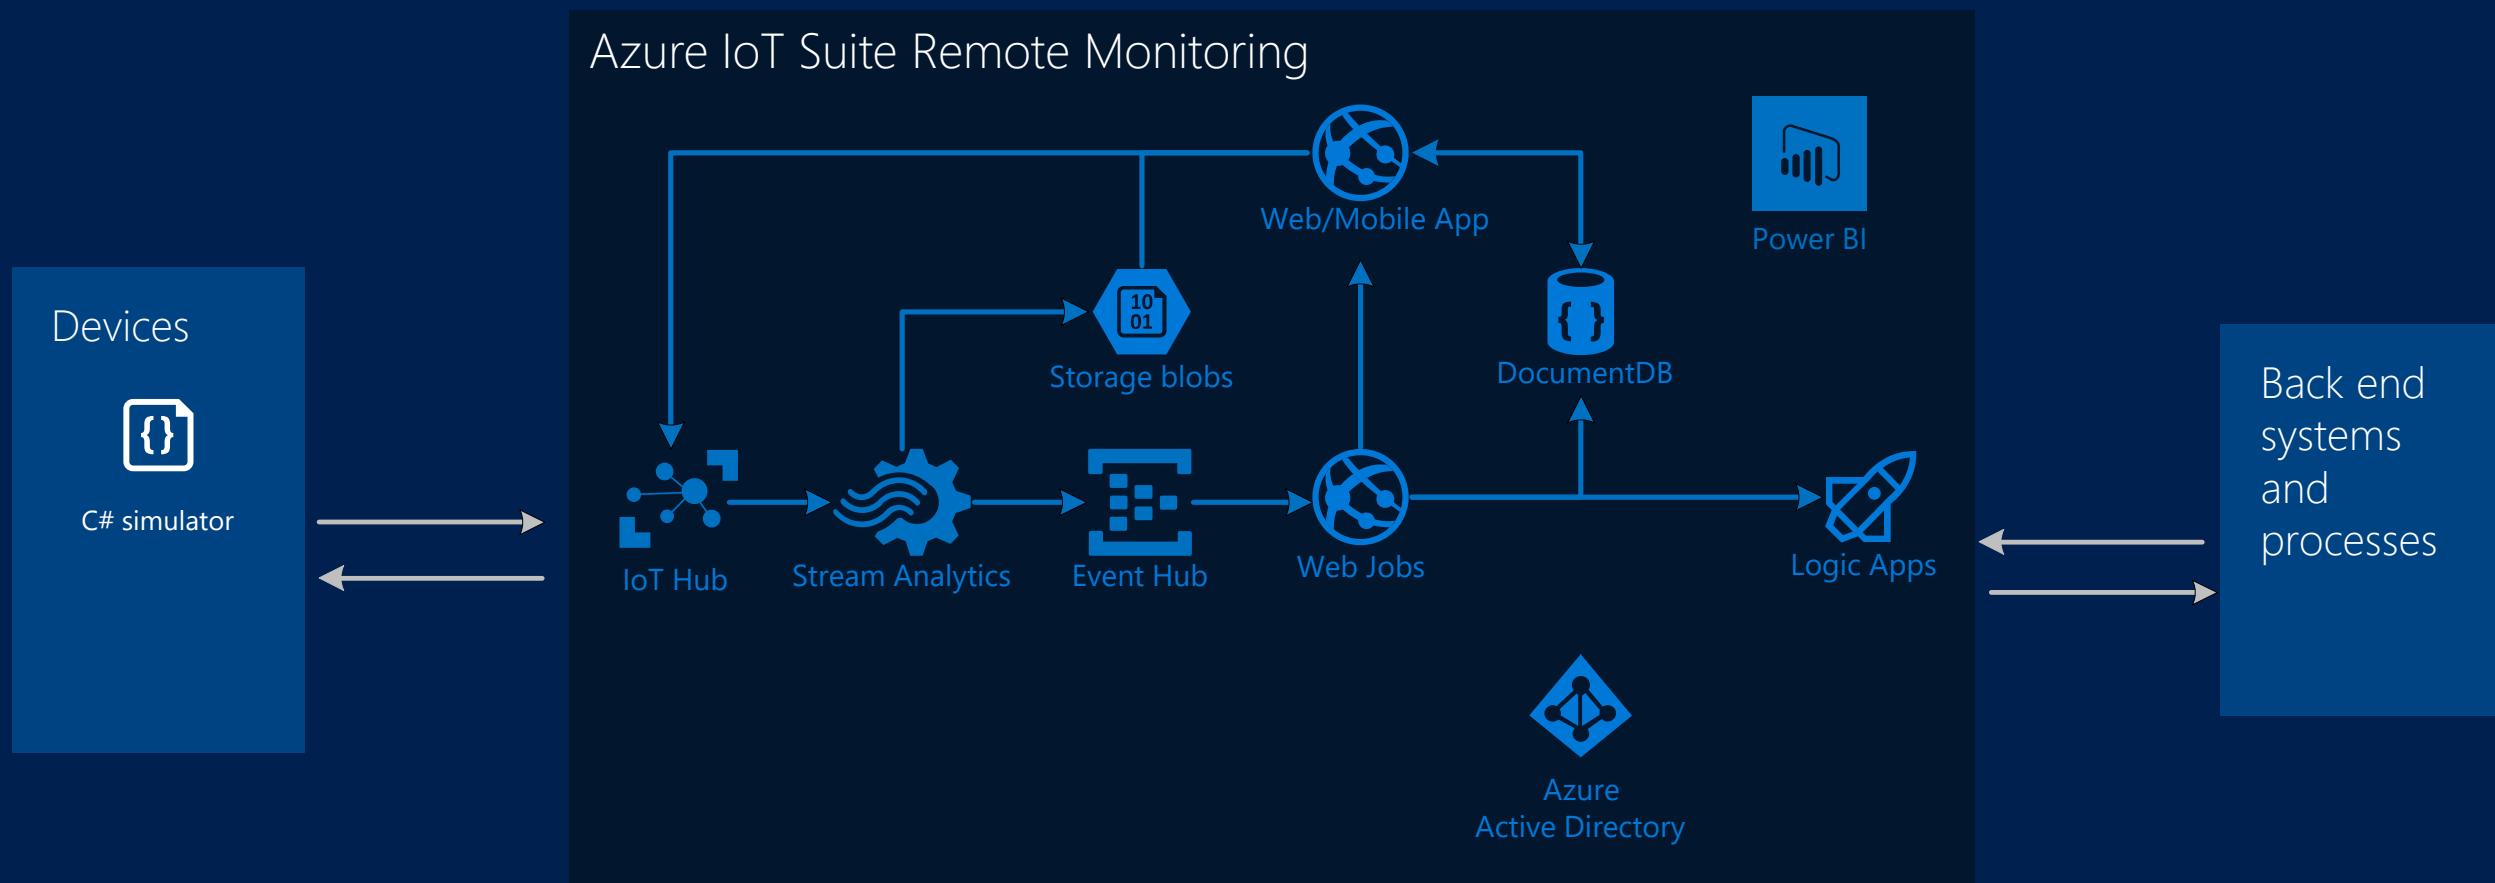 Azure IoT Suite Remote Monitoring
Web/Mobile App
Power BI
Devices
10
01
Storage blobs
{ }
DocumentDB
Back end
systems
and
processes
{}
C# simulator
IoT Hub
Stream Analytics
Event Hub
Web Jobs
Logic Apps
Azure
Active Directory